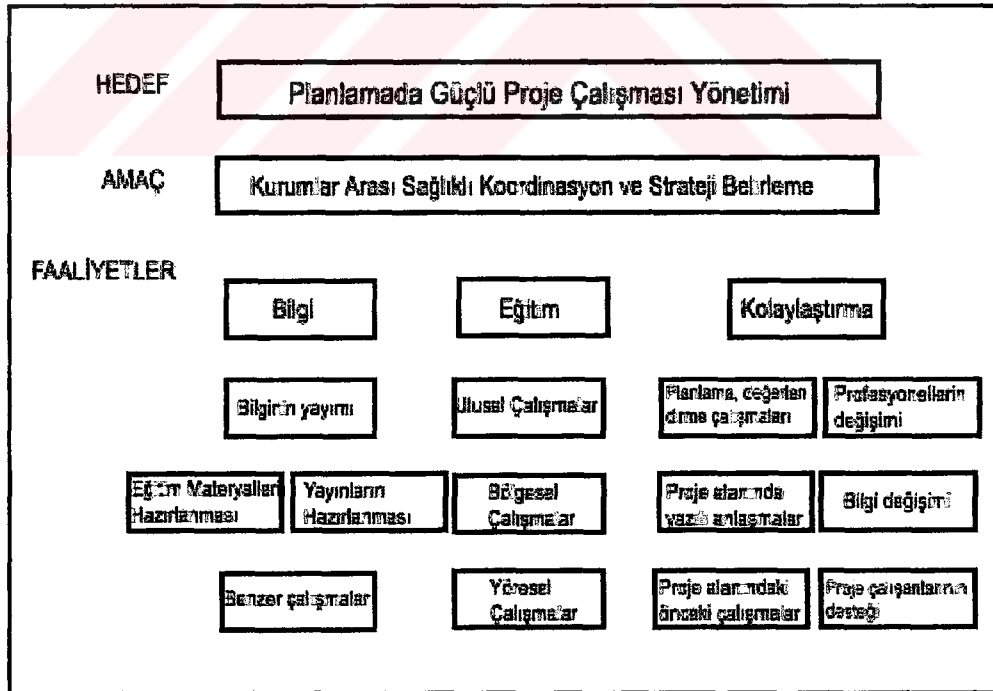 HEDEF
Planlamada Güçlü Proje Çalışması Yönetimi
AMAÇ
Kurumlar Arası Sağlıklı Koordinasyon ve Strateji Belirleme
FAALİYETLER
Bilgi
Eğitim
Kolaylaştırma
Bilginin yayımı
Ulusal Çalışmalar
Planlama, değerlen
dirme çalışmaları
Profesyonellerin
değişimi
Eğitim Materyalleri
Hazırlanması
Yayınların
Hazırlanması
Bölgesel
Çalışmalar
Proje alanında
yazılı anlaşmalar
Bilgi değişimi
Benzer çalışmalar
Yöresel
Çalışmalar
Proje alanındaki
önceki çalışmalar
Proje çalışanlarının
desteği